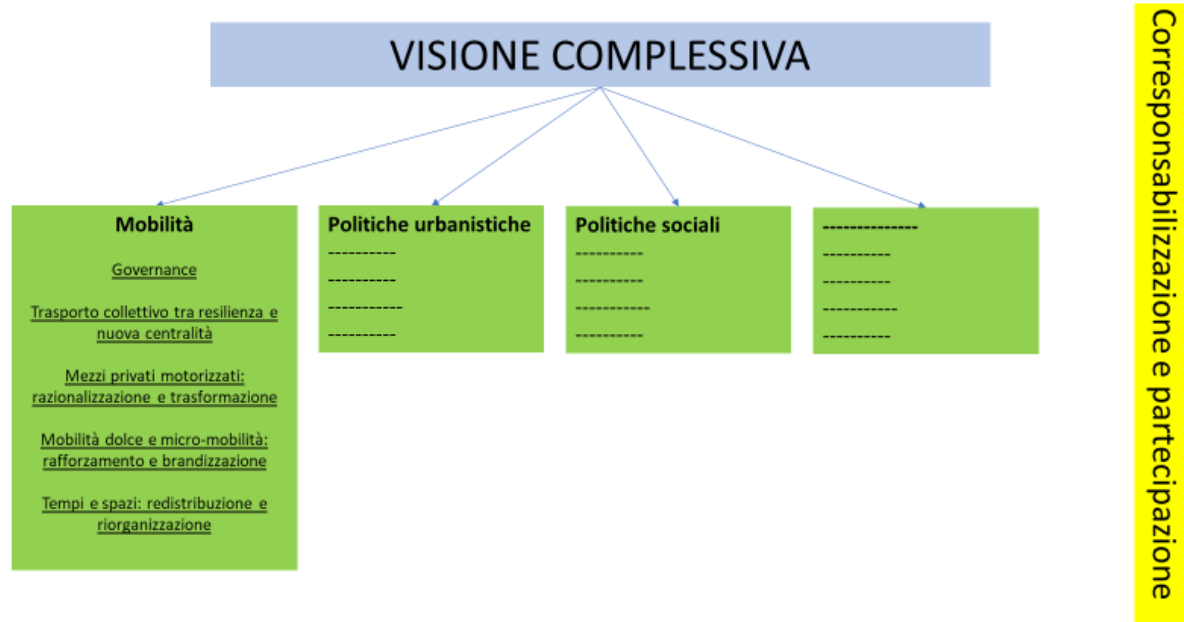 VISIONE COMPLESSIVA
Mobilità
Governance
Trasporto collettivo tra resilienza e
nuova centralità
Mezzi privati motorizzati:
razionalizzazione e trasformazione
Mobilità dolce e micro-mobilità:
rafforzamento e brandizzazione
Tempi e spazi: redistribuzione e
riorganizzazione
Politiche urbanistiche
----------
----------
-----------
----------
Politiche sociali
----------
----------
-----------
----------
--------------
----------
----------
-----------
----------
Corresponsabilizzazione e partecipazione